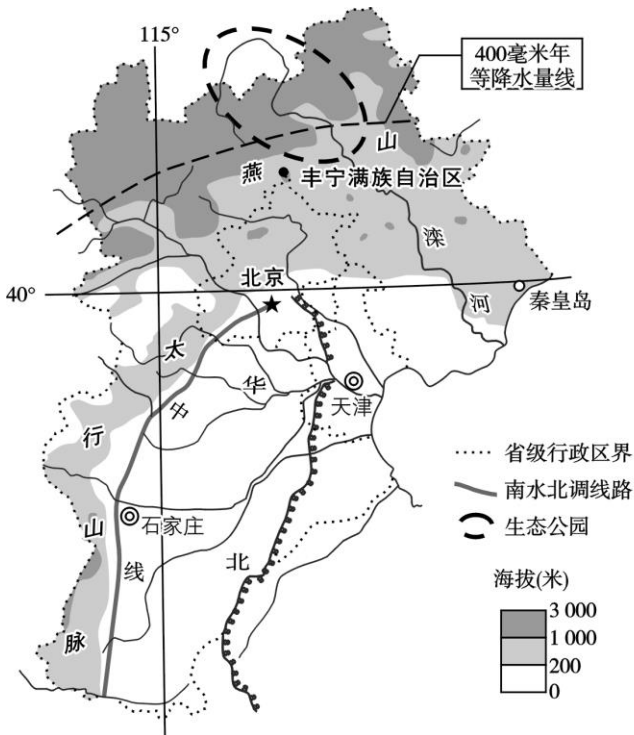 115°
400毫米年
等降水量线
山
燕
丰宁满族自治区
滦
北京
40°
河
秦皇岛
太
华
中
天津
行
省级行政区界
南水北调线路
山
石家庄
生态公园
线
北
海拔(米)
3 000
1 000
200
0
脉